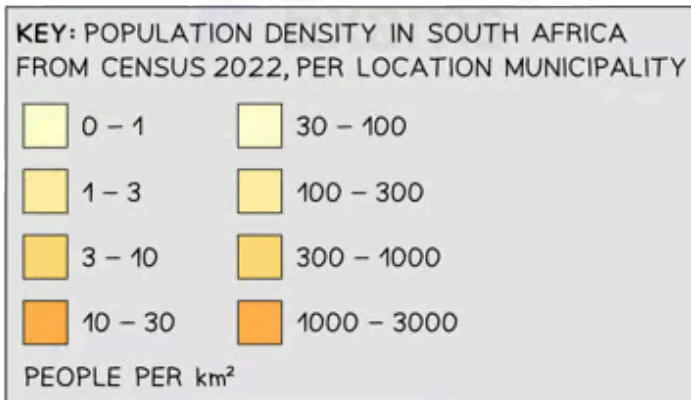 KEY: POPULATION DENSITY IN SOUTH AFRICA
FROM CENSUS 2022, PER LOCATION MUNICIPALITY
0 – 1
1 – 3
3 – 10
10 – 30
30 – 100
100 – 300
300 – 1000
1000 – 3000
PEOPLE PER km²